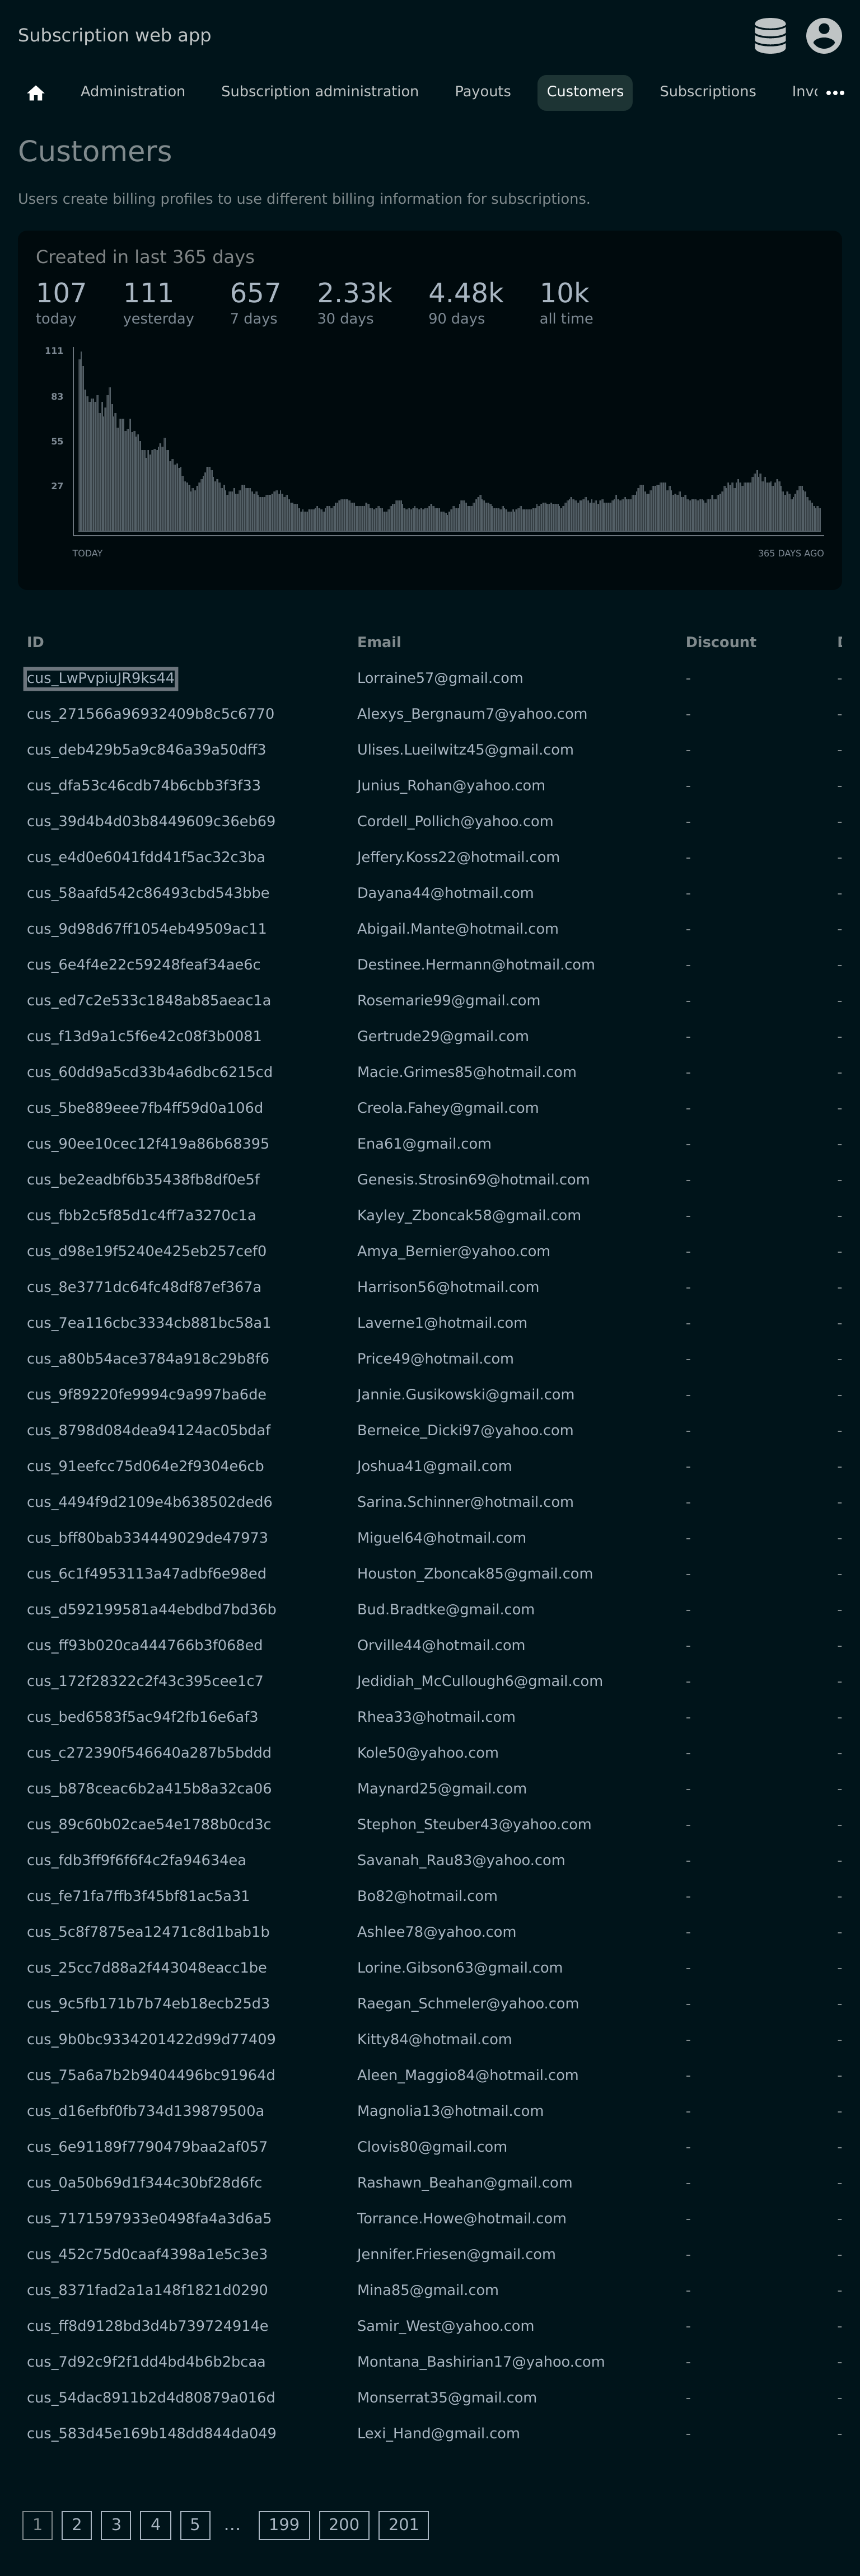 Subscription web app
Administration Subscription administration Payouts Customers Subscriptions
Customers
Users create billing profiles to use different billing information for subscriptions.
Created in last 365 days
107 111 657 2.33k 4.48k 10k
today yesterday 7 days 30 days 90 days all time
111
83
55
27
TODAY 365 DAYS AGO
ID Email Discount
cus_LwPvpiuJR9ks44 Lorraine57@gmail.com -
cus_271566a96932409b8c5c6770 Alexys_Bergnaum7@yahoo.com - -
cus_deb429b5a9c846a39a50dff3 Ulises.Lueilwitz45@gmail.com - -
cus_dfa53c46cdb74b6cbb3f3f33 Junius_Rohan@yahoo.com - -
cus_39d4b4d03b8449609c36eb69 Cordell_Pollich@yahoo.com - -
cus_e4d0e6041fdd41f5ac32c3ba Jeffery.Koss22@hotmail.com - -
cus_58aafd542c86493cbd543bbe Dayana44@hotmail.com - -
cus_9d98d67ff1054eb49509ac11 Abigail.Mante@hotmail.com - -
cus_6e4f4e22c59248feaf34ae6c Destinee.Hermann@hotmail.com - -
cus_ed7c2e533c1848ab85aeac1a Rosemarie99@gmail.com - -
cus_f13d9a1c5f6e42c08f3b0081 Gertrude29@gmail.com - -
cus_60dd9a5cd33b4a6dbc6215cd Macie.Grimes85@hotmail.com - -
cus_5be889eee7fb4ff59d0a106d Creola.Fahey@gmail.com - -
cus_90ee10cec12f419a86b68395 Ena61@gmail.com - -
cus_be2eadbf6b35438fb8df0e5f Genesis.Strosin69@hotmail.com - -
cus_fbb2c5f85d1c4ff7a3270c1a Kayley_Zboncak58@gmail.com - -
cus_d98e19f5240e425eb257cef0 Amya_Bernier@yahoo.com - -
cus_8e3771dc64fc48df87ef367a Harrison56@hotmail.com - -
cus_7ea116cbc3334cb881bc58a1 Laverne1@hotmail.com - -
cus_a80b54ace3784a918c29b8f6 Price49@hotmail.com - -
cus_9f89220fe9994c9a997ba6de Jannie.Gusikowski@gmail.com - -
cus_8798d084dea94124ac05bdaf Berneice_Dicki97@yahoo.com - -
cus_91eefcc75d064e2f9304e6cb Joshua41@gmail.com - -
cus_4494f9d2109e4b638502ded6 Sarina.Schinner@hotmail.com - -
cus_bff80bab334449029de47973 Miguel64@hotmail.com - -
cus_6c1f4953113a47adbf6e98ed Houston_Zboncak85@gmail.com - -
cus_d592199581a44ebdbd7bd36b Bud.Bradtke@gmail.com - -
cus_ff93b020ca444766b3f068ed Orville44@hotmail.com - -
cus_172f28322c2f43c395cee1c7 Jedidiah_McCullough6@gmail.com - -
cus_bed6583f5ac94f2fb16e6af3 Rhea33@hotmail.com - -
cus_c272390f546640a287b5bddd Kole50@yahoo.com - -
cus_b878ceac6b2a415b8a32ca06 Maynard25@gmail.com - -
cus_89c60b02cae54e1788b0cd3c Stephon_Steuber43@yahoo.com - -
cus_fdb3ff9f6f6f4c2fa94634ea Savanah_Rau83@yahoo.com - -
cus_fe71fa7ffb3f45bf81ac5a31 Bo82@hotmail.com - -
cus_5c8f7875ea12471c8d1bab1b Ashlee78@yahoo.com - -
cus_25cc7d88a2f443048eacc1be Lorine.Gibson63@gmail.com - -
cus_9c5fb171b7b74eb18ecb25d3 Raegan_Schmeler@yahoo.com - -
cus_9b0bc9334201422d99d77409 Kitty84@hotmail.com - -
cus_75a6a7b2b9404496bc91964d Aleen_Maggio84@hotmail.com - -
cus_d16efbf0fb734d139879500a Magnolia13@hotmail.com - -
cus_6e91189f7790479baa2af057 Clovis80@gmail.com - -
cus_0a50b69d1f344c30bf28d6fc Rashawn_Beahan@gmail.com - -
cus_7171597933e0498fa4a3d6a5 Torrance.Howe@hotmail.com - -
cus_452c75d0caaf4398a1e5c3e3 Jennifer.Friesen@gmail.com - -
cus_8371fad2a1a148f1821d0290 Mina85@gmail.com - -
cus_ff8d9128bd3d4b739724914e Samir_West@yahoo.com - -
cus_7d92c9f2f1dd4bd4b6b2bcaa Montana_Bashirian17@yahoo.com - -
cus_54dac8911b2d4d80879a016d Monserrat35@gmail.com - -
cus_583d45e169b148dd844da049 Lexi_Hand@gmail.com - -
1 2 3 4 5 ... 199 200 201